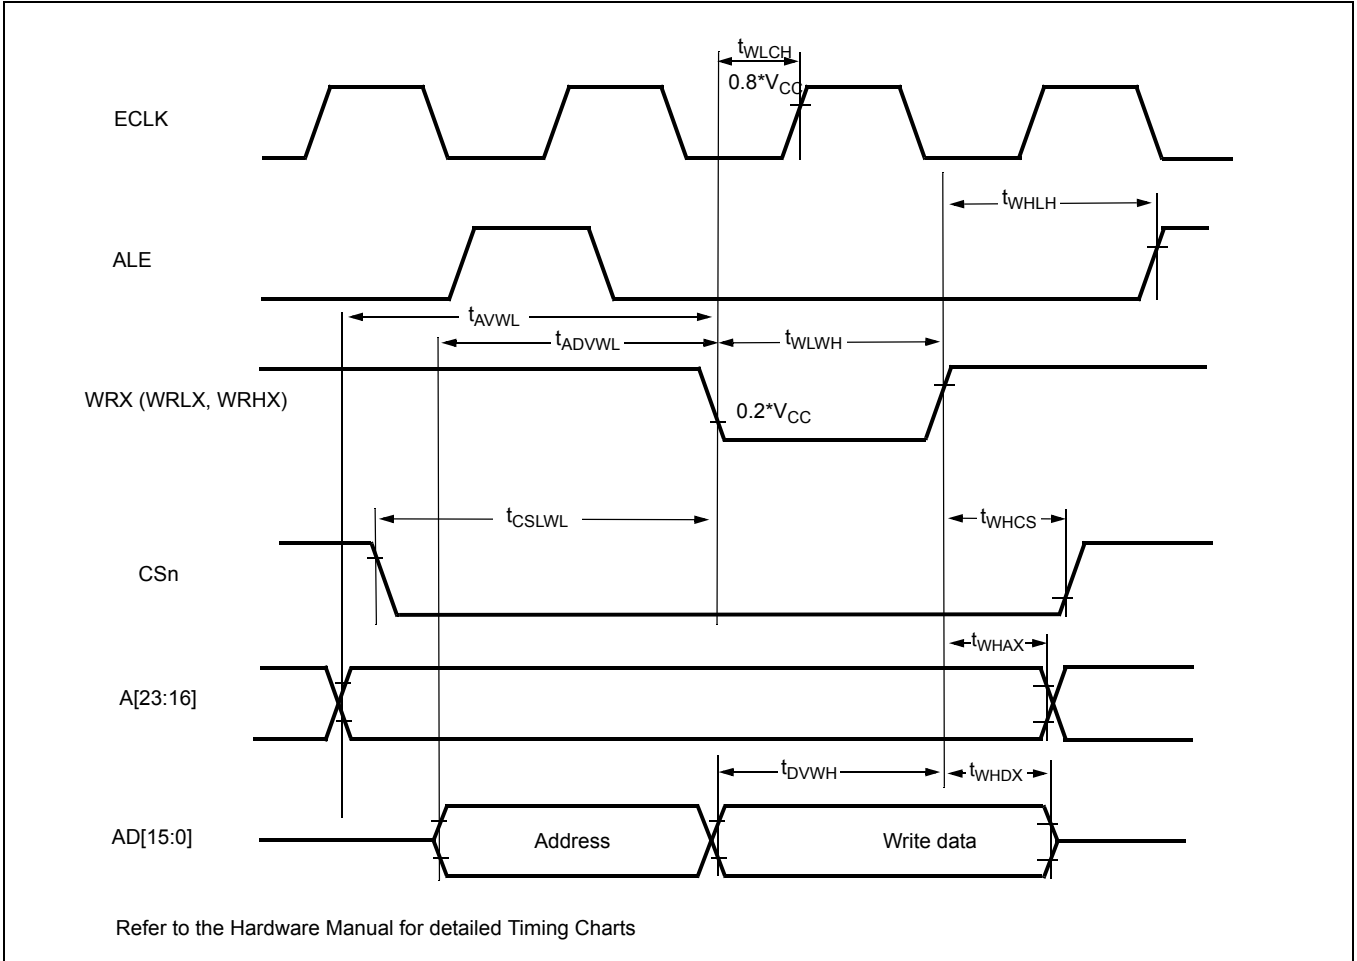 tWLCH
0.8*VCC
ECLK
tWHLH
ALE
tAVWL
tADVWL
tWLWH
WRX (WRLX, WRHX)
0.2*VCC
tCSLWL
tWHCS
CSn
tWHAX
A[23:16]
tDVWH
tWHDX
AD[15:0]
Address
Write data
Refer to the Hardware Manual for detailed Timing Charts